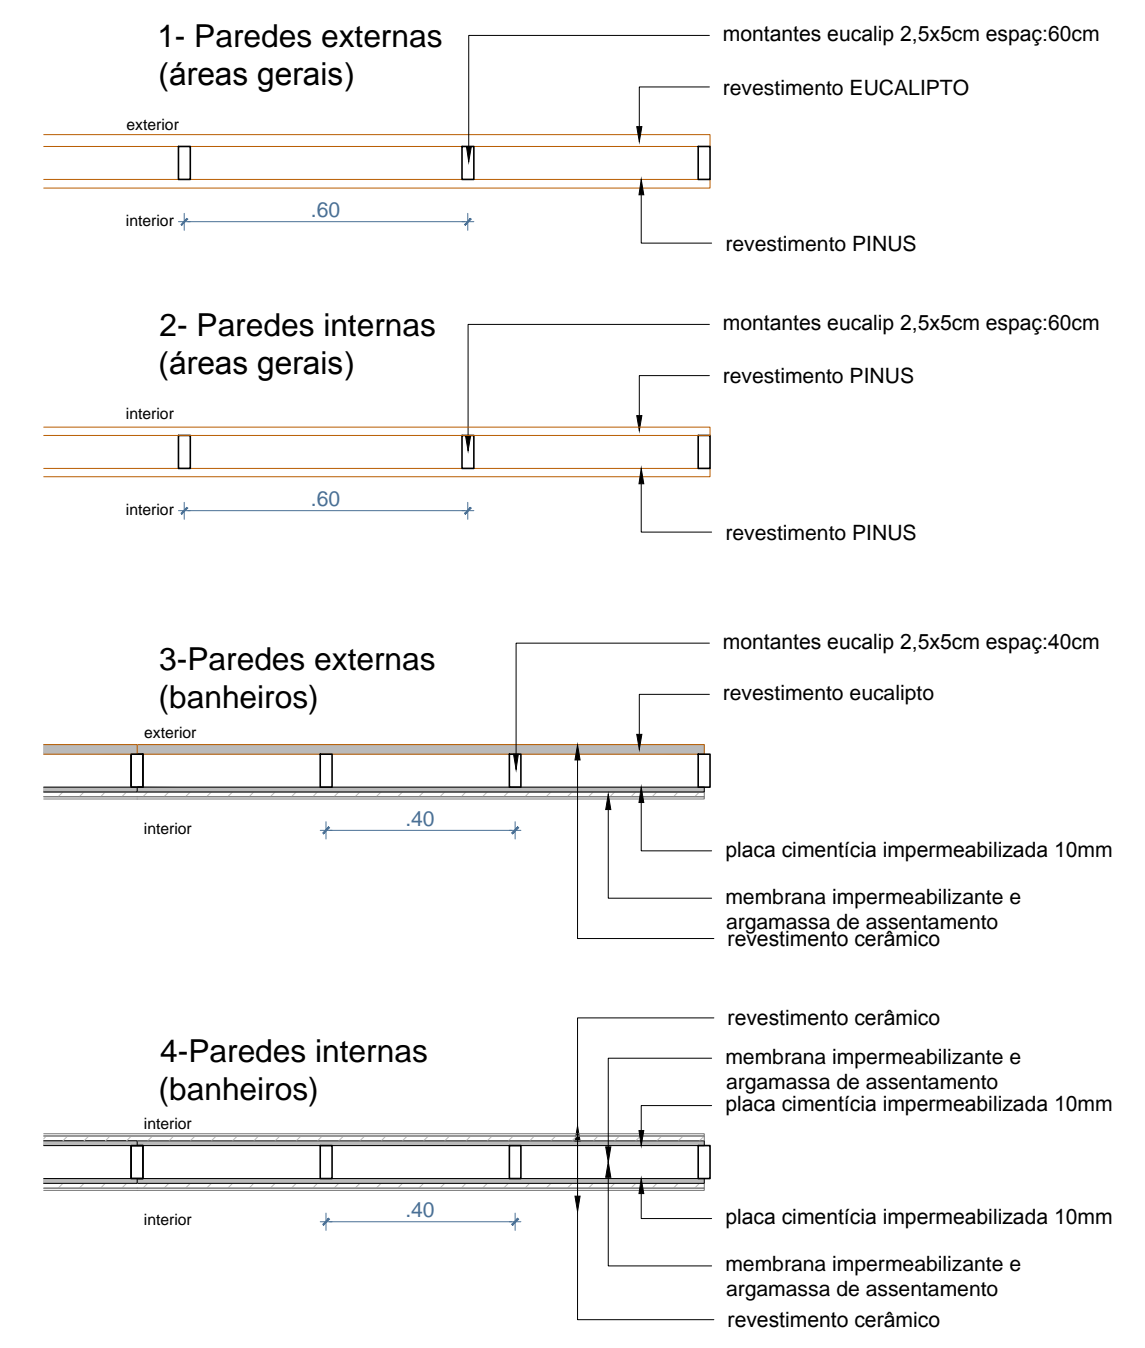 1- Paredes externas
(áreas gerais)
montantes eucalip 2,5x5cm espaç:60cm
revestimento EUCALIPTO
exterior
interior
.60
revestimento PINUS
2- Paredes internas
(áreas gerais)
montantes eucalip 2,5x5cm espaç:60cm
revestimento PINUS
interior
interior
.60
revestimento PINUS
3-Paredes externas
(banheiros)
montantes eucalip 2,5x5cm espaç:40cm
revestimento eucalipto
exterior
interior
.40
placa cimentícia impermeabilizada 10mm
membrana impermeabilizante e
argamassa de assentamento
revestimento cerâmico
4-Paredes internas
(banheiros)
revestimento cerâmico
membrana impermeabilizante e
argamassa de assentamento
placa cimentícia impermeabilizada 10mm
interior
interior
.40
placa cimentícia impermeabilizada 10mm
membrana impermeabilizante e
argamassa de assentamento
revestimento cerâmico